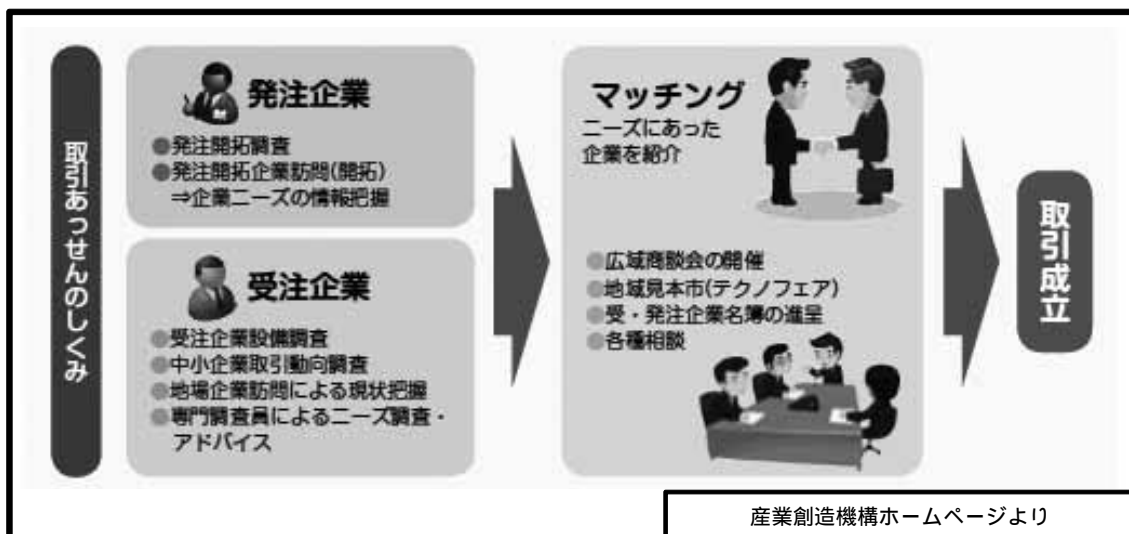 取引あっせんのしくみ
発注企業
●発注開拓調査
●発注開拓企業訪問(開拓)
⇒企業ニーズの情報把握
受注企業
●受注企業設備調査
●中小企業取引動向調査
●地場企業訪問による現状把握
●専門調査員によるニーズ調査・
アドバイス
マッチング
ニーズにあった
企業を紹介
●広域商談会の開催
●地域見本市(テクノフェア)
●受・発注企業名簿の進呈
●各種相談
取引成立
産業創造機構ホームページより